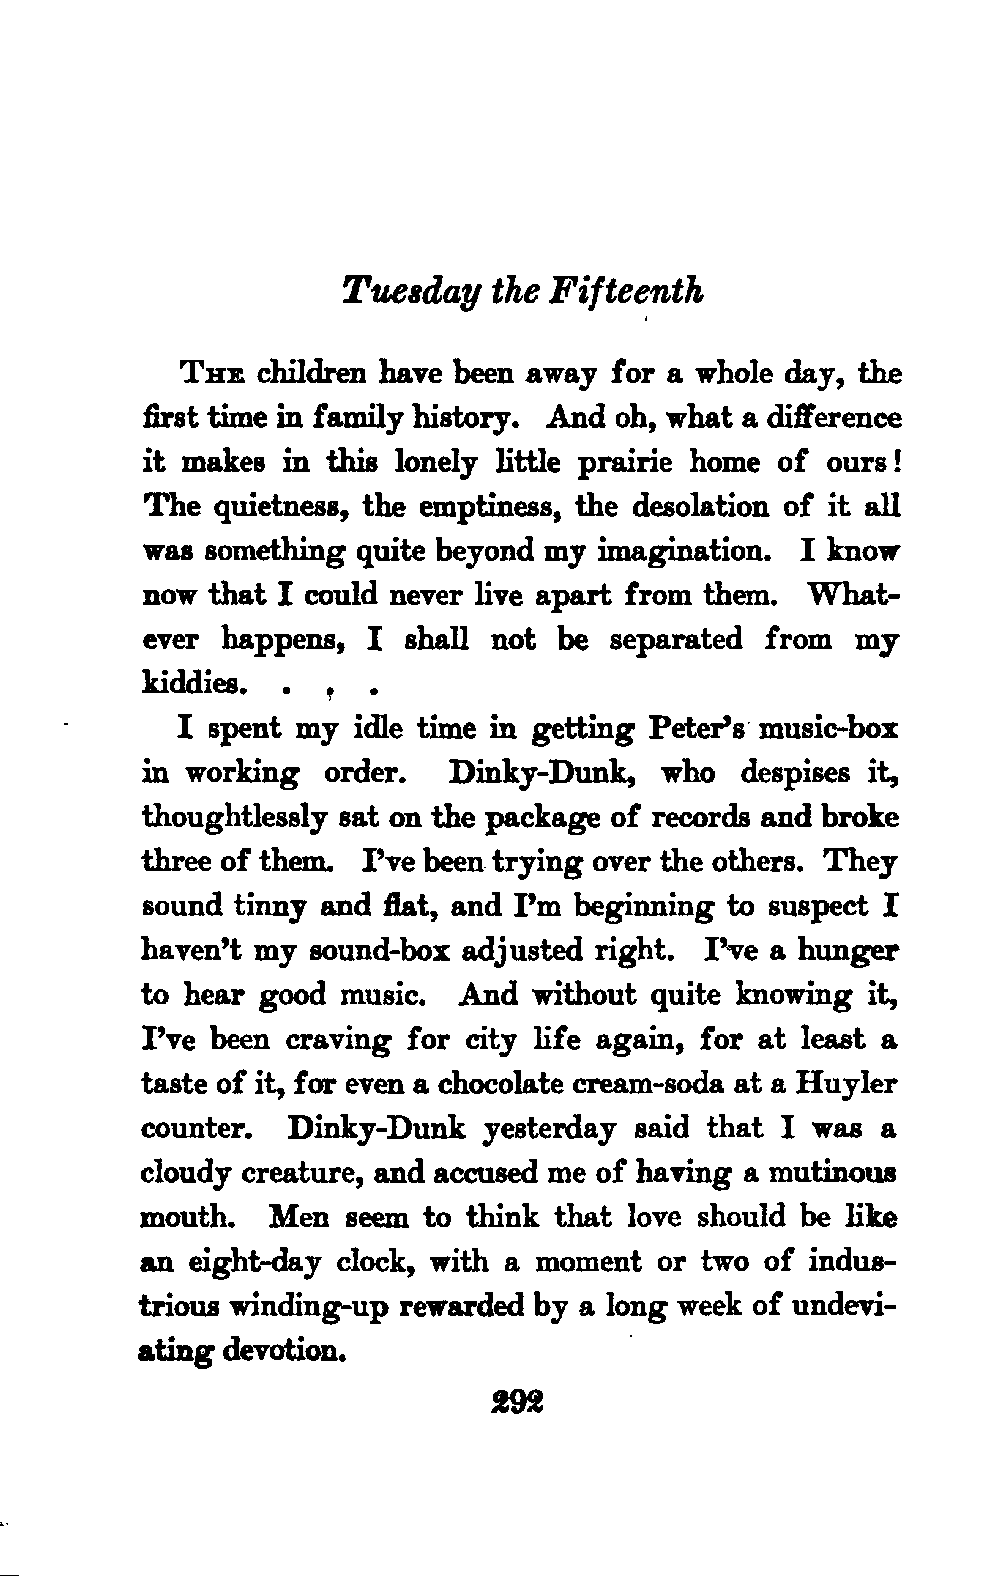 Tuesday the Fifteenth
THE children have been away for a whole day, the
first time in family history. And oh, what a difference
it makes in this lonely little prairie home of ours!
The quietness, the emptiness, the desolation of it all
was something quite beyond my imagination. I know
now that I could never live apart from them. What-
ever happens, I shall not be separated from my
kiddies. . . .
I spent my idle time in getting Peter's music-box
in working order. Dinky-Dunk, who despises it,
thoughtlessly sat on the package of records and broke
three of them. I've been trying over the others. They
sound tinny and flat, and I'm beginning to suspect I
haven't my sound-box adjusted right. I've a hunger
to hear good music. And without quite knowing it,
I've been craving for city life again, for at least a
taste of it, for even a chocolate cream-soda at a Huyler
counter. Dinky-Dunk yesterday said that I was a
cloudy creature, and accused me of having a mutinous
mouth. Men seem to think that love should be like
an eight-day clock, with a moment or two of indus-
trious winding-up rewarded by a long week of undevi-
ating devotion.
292